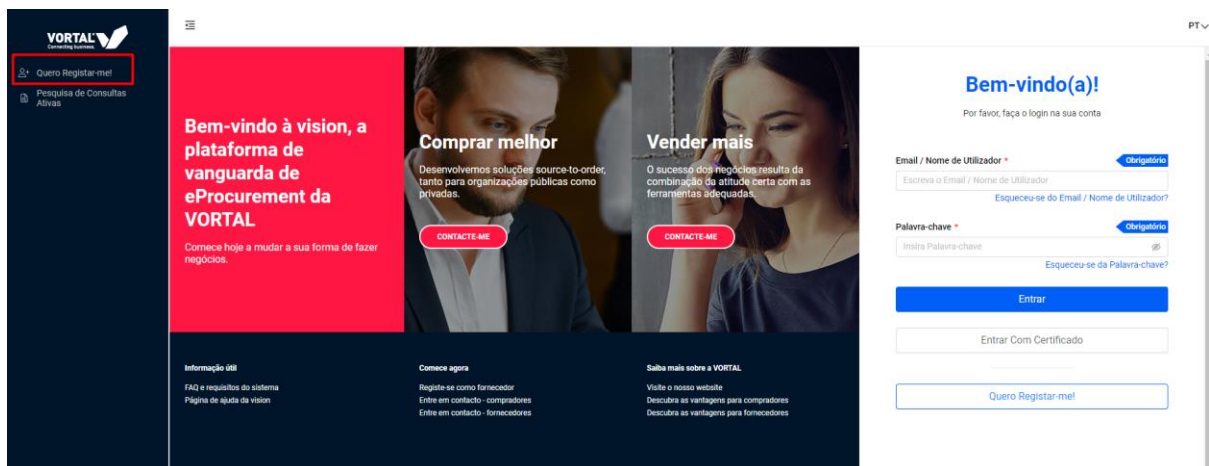 VORTAL
Connecting business.
Quero Registar-me!
Pesquisa de Consultas
Ativas
PT
Bem-vindo à vision, a
plataforma de
vanguarda de
eProcurement da
VORTAL
Comece hoje a mudar a sua forma de fazer
negócios.
Comprar melhor
Desenvolvemos soluções source-to-order,
tanto para organizações públicas como
privadas.
CONTACTE-ME
Vender mais
O sucesso dos negócios resulta da
combinação da atitude certa com as
ferramentas adequadas.
CONTACTE-ME
Informação útil
FAQ e requisitos do sistema
Página de ajuda da vision
Comece agora
Registe-se como fornecedor
Entre em contacto - compradores
Entre em contacto - fornecedores
Saiba mais sobre a VORTAL
Visite o nosso website
Descubra as vantagens para compradores
Descubra as vantagens para fornecedores
Bem-vindo(a)!
Por favor, faça o login na sua conta
Email / Nome de Utilizador * Obrigatório
Escreva o Email / Nome de Utilizador
Esqueceu-se do Email / Nome de Utilizador?
Palavra-chave * Obrigatório
Insira Palavra-chave
Esqueceu-se da Palavra-chave?
Entrar
Entrar Com Certificado
Quero Registar-me!